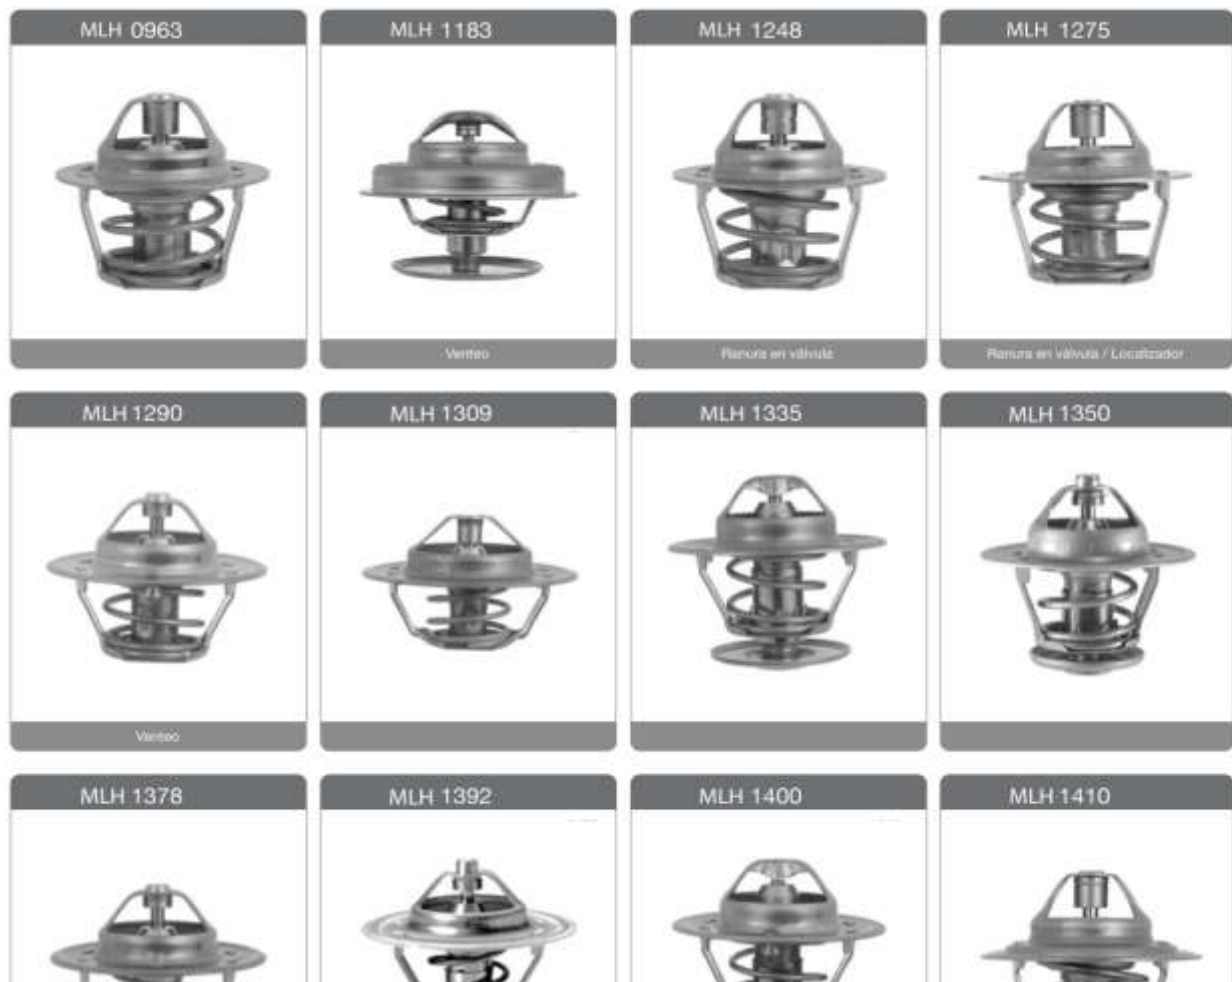 MLH 0963
MLH 1183
MLH 1248
MLH 1275
Venteo
Ranura en válvula
Ranura en válvula / Localizador
MLH 1290
MLH 1309
MLH 1335
MLH 1350
Venteo
MLH 1378
MLH 1392
MLH 1400
MLH 1410